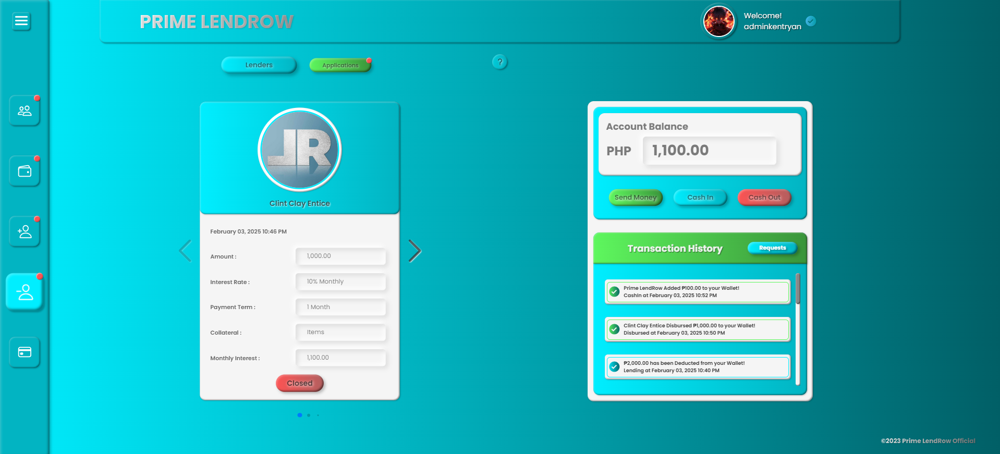 PRIME LENDROW
Welcome!
adminkentryan
Lenders
Applications
?
LR
Clint Clay Entice
February 03, 2025 10:46 PM
Amount :
1,000.00
Interest Rate :
10% Monthly
Payment Term :
1 Month
Collateral :
Items
Monthly Interest :
1,100.00
Closed
Account Balance
PHP
1,100.00
Send Money
Cash In
Cash Out
Transaction History
Requests
Prime LendRow Added ₱100.00 to your Wallet!
CashIn at February 03, 2025 10:52 PM
Clint Clay Entice Disbursed ₱1,000.00 to your Wallet!
Disbursed at February 03, 2025 10:50 PM
₱2,000.00 has been Deducted from your Wallet!
Lending at February 03, 2025 10:40 PM
©2023 Prime LendRow Official